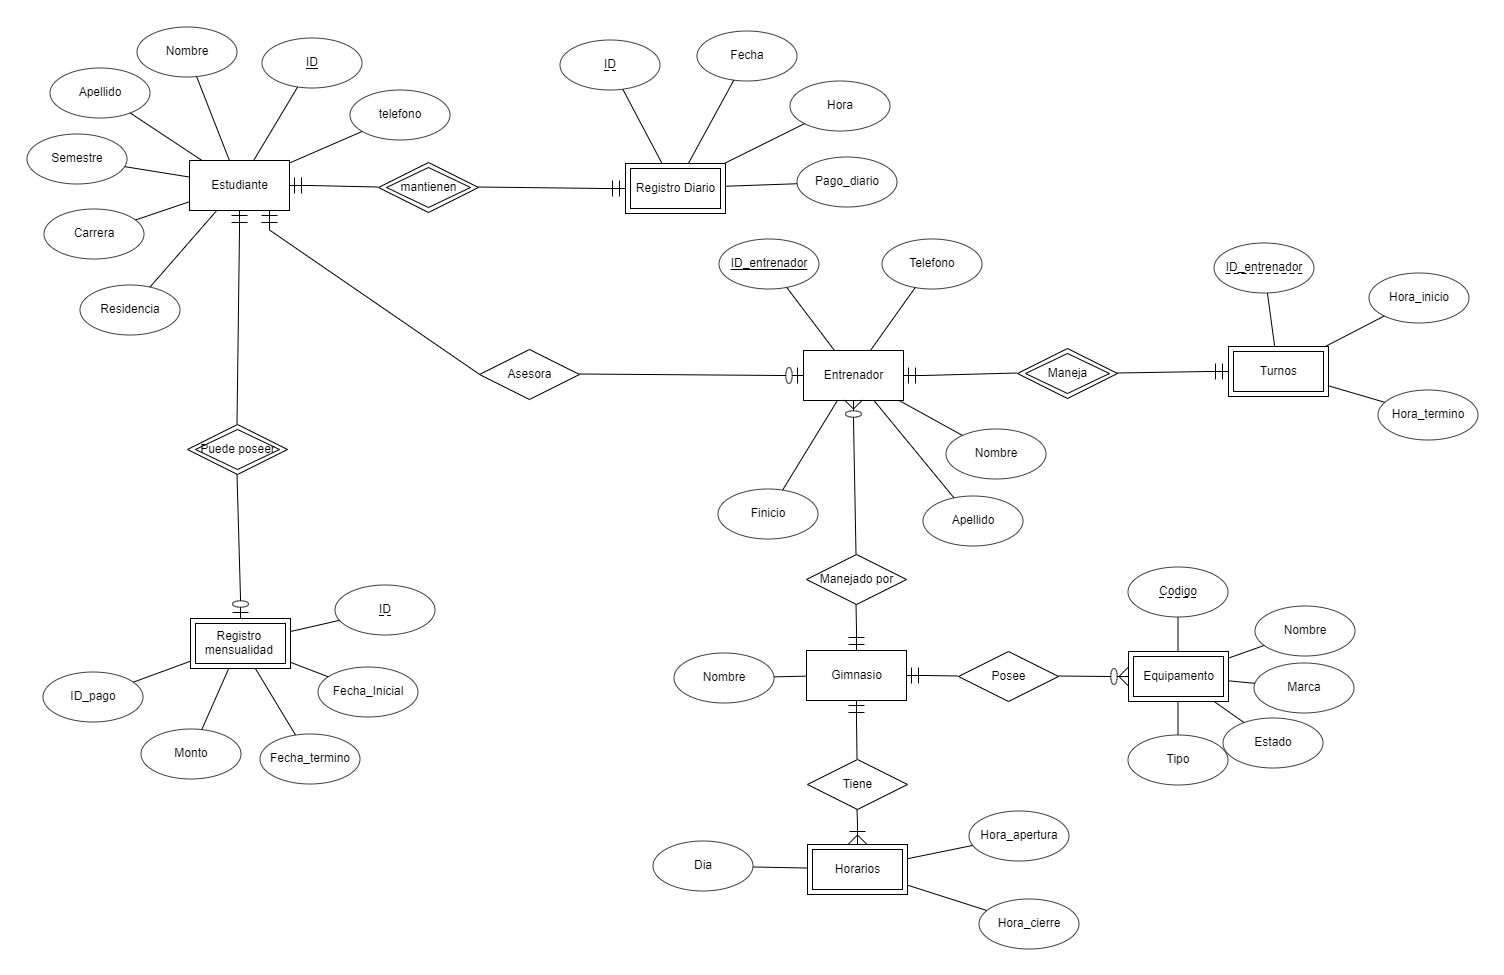 Nombre
ID
Apellido
telefono
Semestre
Estudiante
Carrera
Residencia
mantienen
ID
Fecha
Hora
Registro Diario
Pago_diario
ID_entrenador
Telefono
ID_entrenador
Hora_inicio
Asesora
Entrenador
Maneja
Turnos
Hora_termino
Nombre
Finicio
Apellido
Puede poseer
Manejado por
Registro
mensualidad
ID
ID_pago
Fecha_Inicial
Monto
Fecha_termino
Nombre
Gimnasio
Posee
Codigo
Nombre
Equipamento
Marca
Estado
Tipo
Tiene
Hora_apertura
Dia
Horarios
Hora_cierre